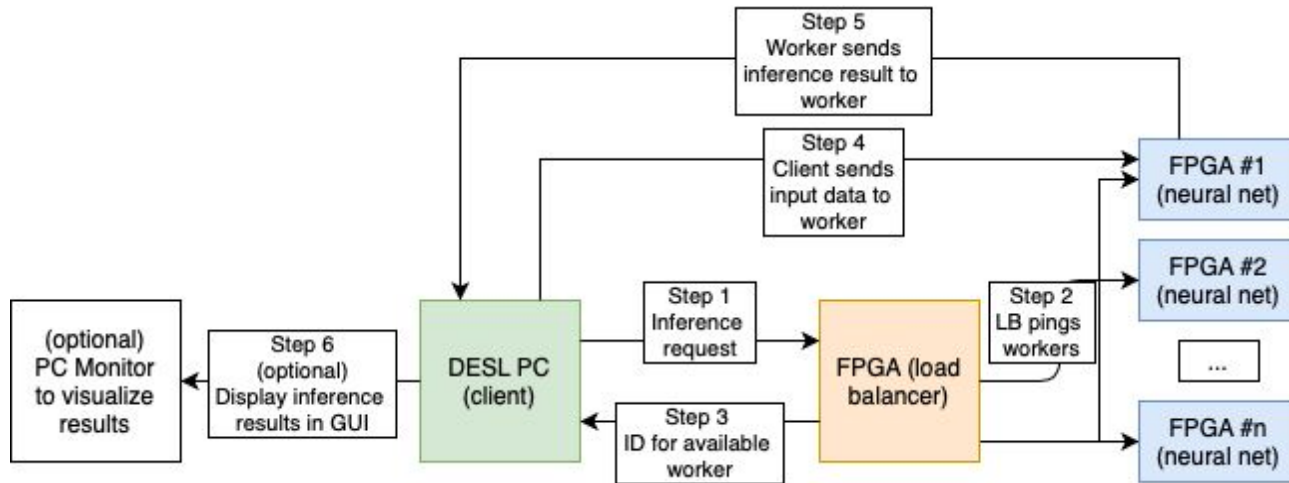 Step 5
Worker sends
inference result to
worker
Step 4
Client sends
input data to
worker
FPGA #1
(neural net)
FPGA #2
(neural net)
...
FPGA #n
(neural net)
Step 1
Inference
request
Step 2
LB pings
workers
(optional)
PC Monitor
to visualize
results
Step 6
(optional)
Display inference
results in GUI
DESL PC
(client)
FPGA (load
balancer)
Step 3
ID for available
worker